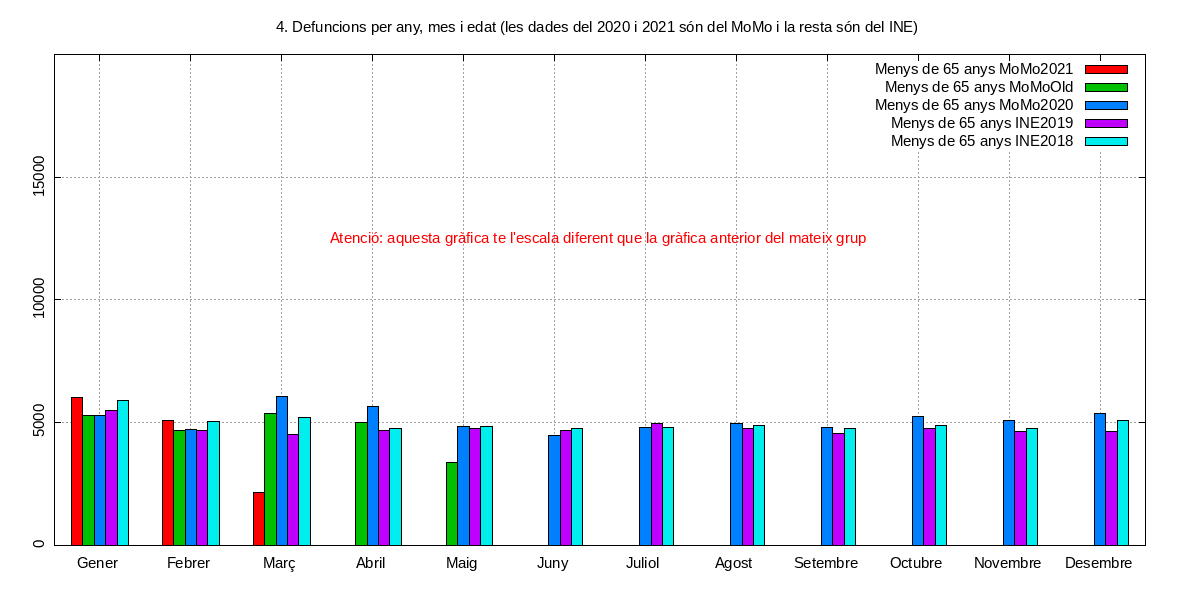 4. Defuncions per any, mes i edat (les dades del 2020 i 2021 són del MoMo i la resta són del INE)
Menys de 65 anys MoMo2021
Menys de 65 anys MoMoOld
Menys de 65 anys MoMo2020
Menys de 65 anys INE2019
Menys de 65 anys INE2018
15000
Atenció: aquesta gràfica te l'escala diferent que la gràfica anterior del mateix grup
10000
5000
0
Gener Febrer Març Abril Maig Juny Juliol Agost Setembre Octubre Novembre Desembre